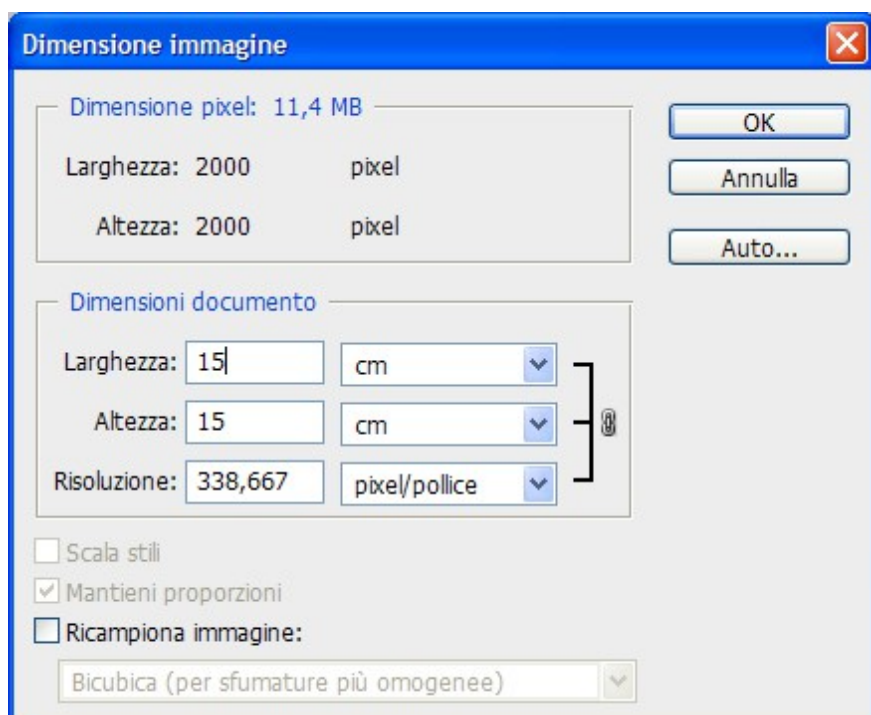 Dimensione immagine
Dimensione pixel: 11,4 MB
OK
Larghezza: 2000 pixel
Annulla
Altezza: 2000 pixel
Auto...
Dimensioni documento
Larghezza: 15 cm
Altezza: 15 cm
Risoluzione: 338,667 pixel/pollice
Scala stili
Mantieni proporzioni
Ricampiona immagine:
Bicubica (per sfumature più omogenee)